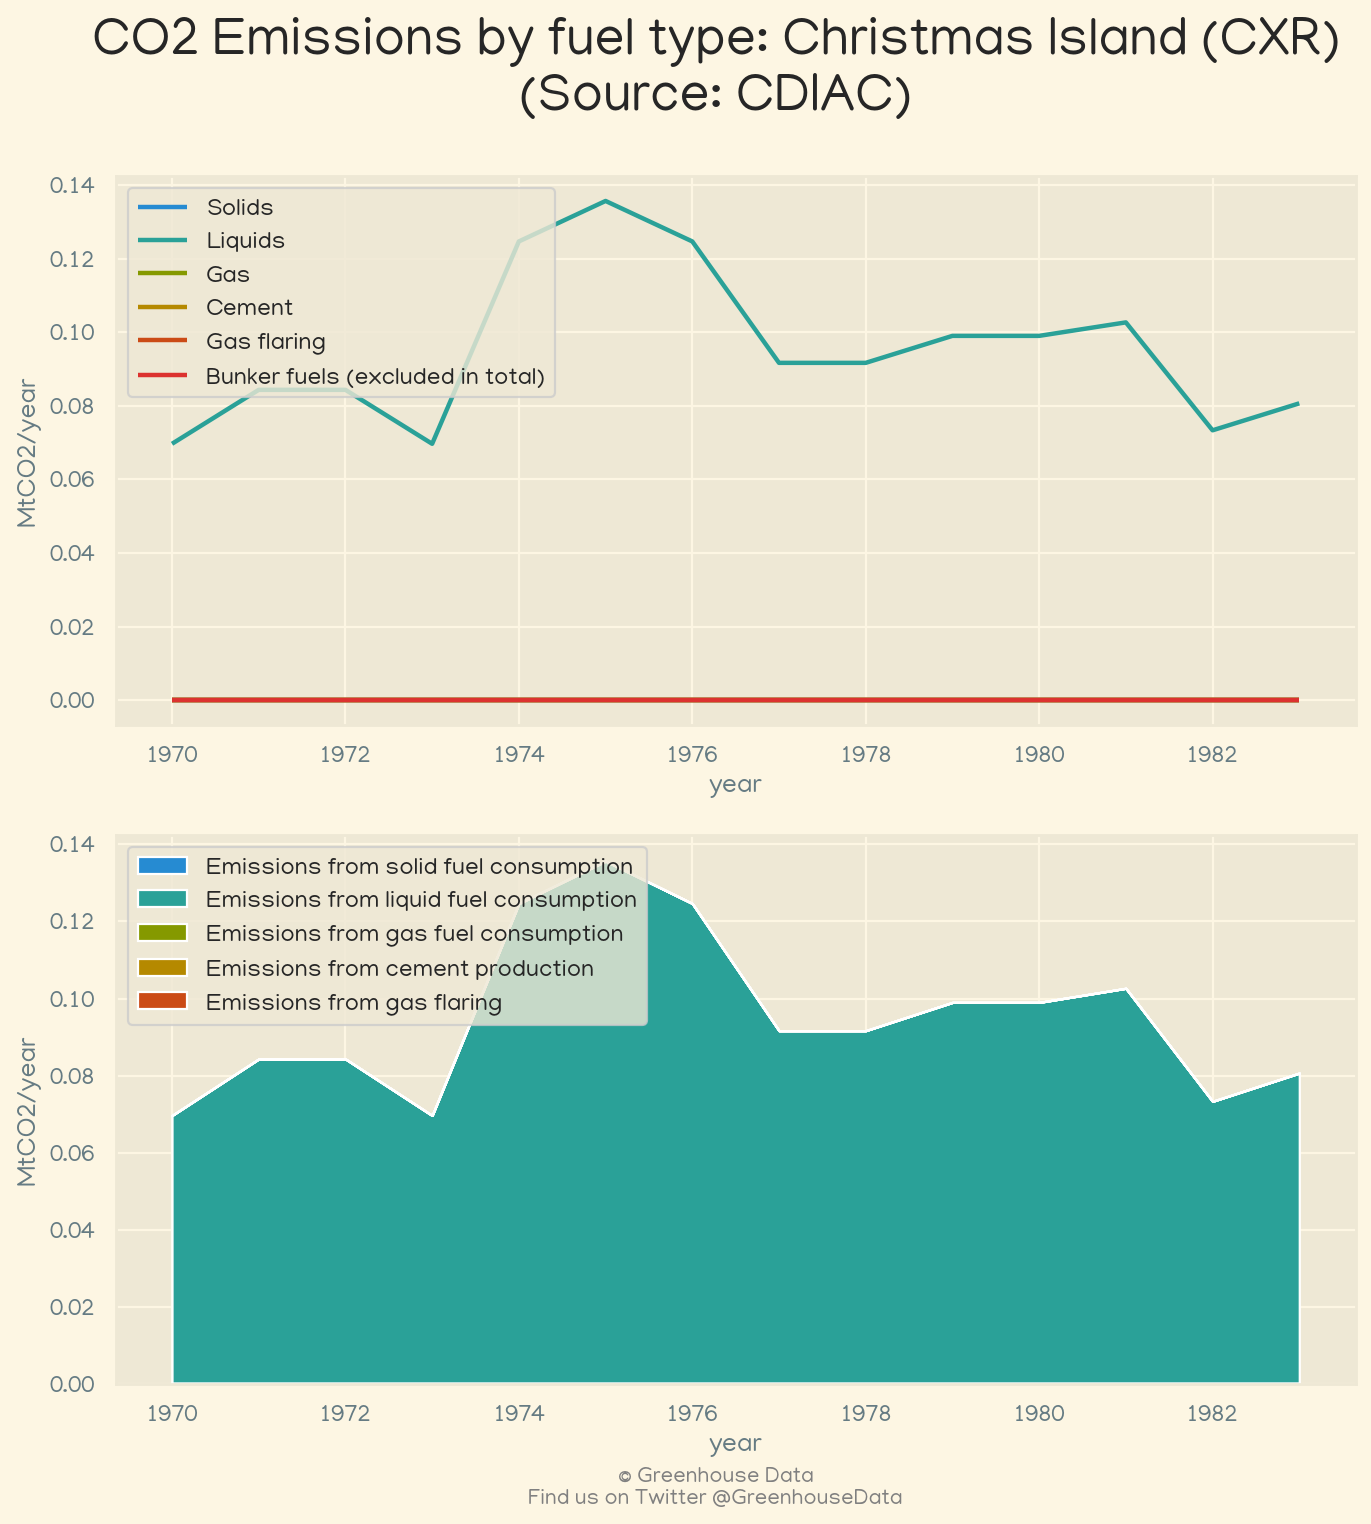 CO2 Emissions by fuel type: Christmas Island (CXR)
(Source: CDIAC)
0.14
0.12
0.10
0.08
0.06
0.04
0.02
0.00
MtCO2/year
Solids
Liquids
Gas
Cement
Gas flaring
Bunker fuels (excluded in total)
1970 1972 1974 1976 1978 1980 1982
year
0.14
0.12
0.10
0.08
0.06
0.04
0.02
0.00
MtCO2/year
Emissions from solid fuel consumption
Emissions from liquid fuel consumption
Emissions from gas fuel consumption
Emissions from cement production
Emissions from gas flaring
1970 1972 1974 1976 1978 1980 1982
year
© Greenhouse Data
Find us on Twitter @GreenhouseData